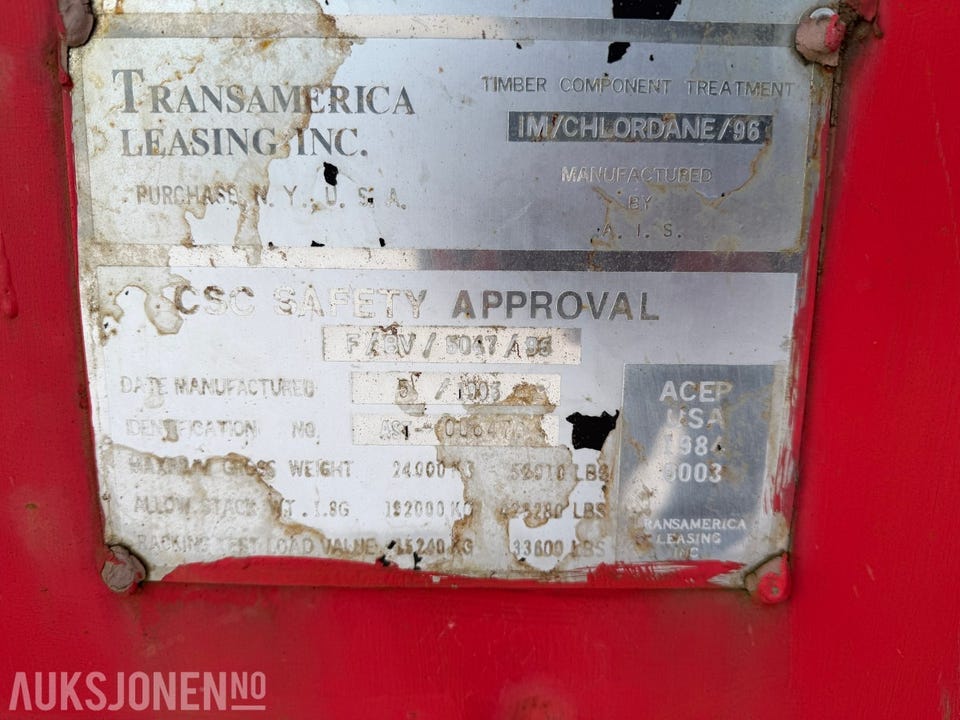 TRANSAMERICA
LEASING, INC.
PURCHASE, N. Y., U. S. A.
TIMBER COMPONENT TREATMENT
IM/CHLORDANE/96
MANUFACTURED
BY
A. I. S.
CSC SAFETY APPROVAL
DATE MANUFACTURED 5 /
IDENTIFICATION NO.
GROSS WEIGHT 24000 KG LBS
ALLOW. STACK WT. 1.8G 192000 KG LBS
RACKING TEST LOAD VALUE 15240 KG 33600 LBS
ACEP
USA
1984
TRANSAMERICA
LEASING
INC
AUKSJONEN NO